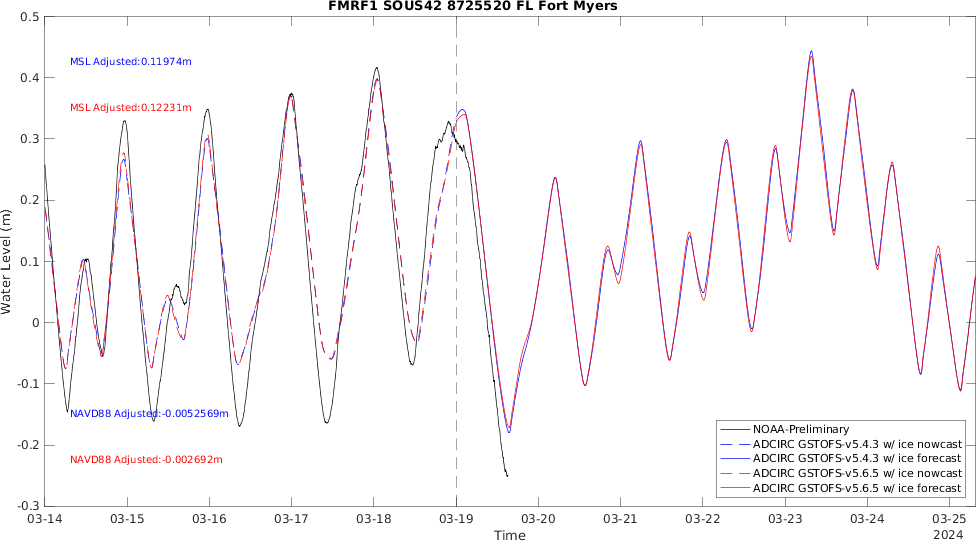 FMRF1 SOUS42 8725520 FL Fort Myers
0.5
0.4
0.3
0.2
0.1
0
-0.1
-0.2
-0.3
Water Level (m)
MSL Adjusted:0.11974m
MSL Adjusted:0.12231m
NAVD88 Adjusted:-0.0052569m
NAVD88 Adjusted:-0.002692m
NOAA-Preliminary
ADCIRC GSTOFS-v5.4.3 w/ ice nowcast
ADCIRC GSTOFS-v5.4.3 w/ ice forecast
ADCIRC GSTOFS-v5.6.5 w/ ice nowcast
ADCIRC GSTOFS-v5.6.5 w/ ice forecast
03-14 03-15 03-16 03-17 03-18 03-19 03-20 03-21 03-22 03-23 03-24 03-25
Time
2024